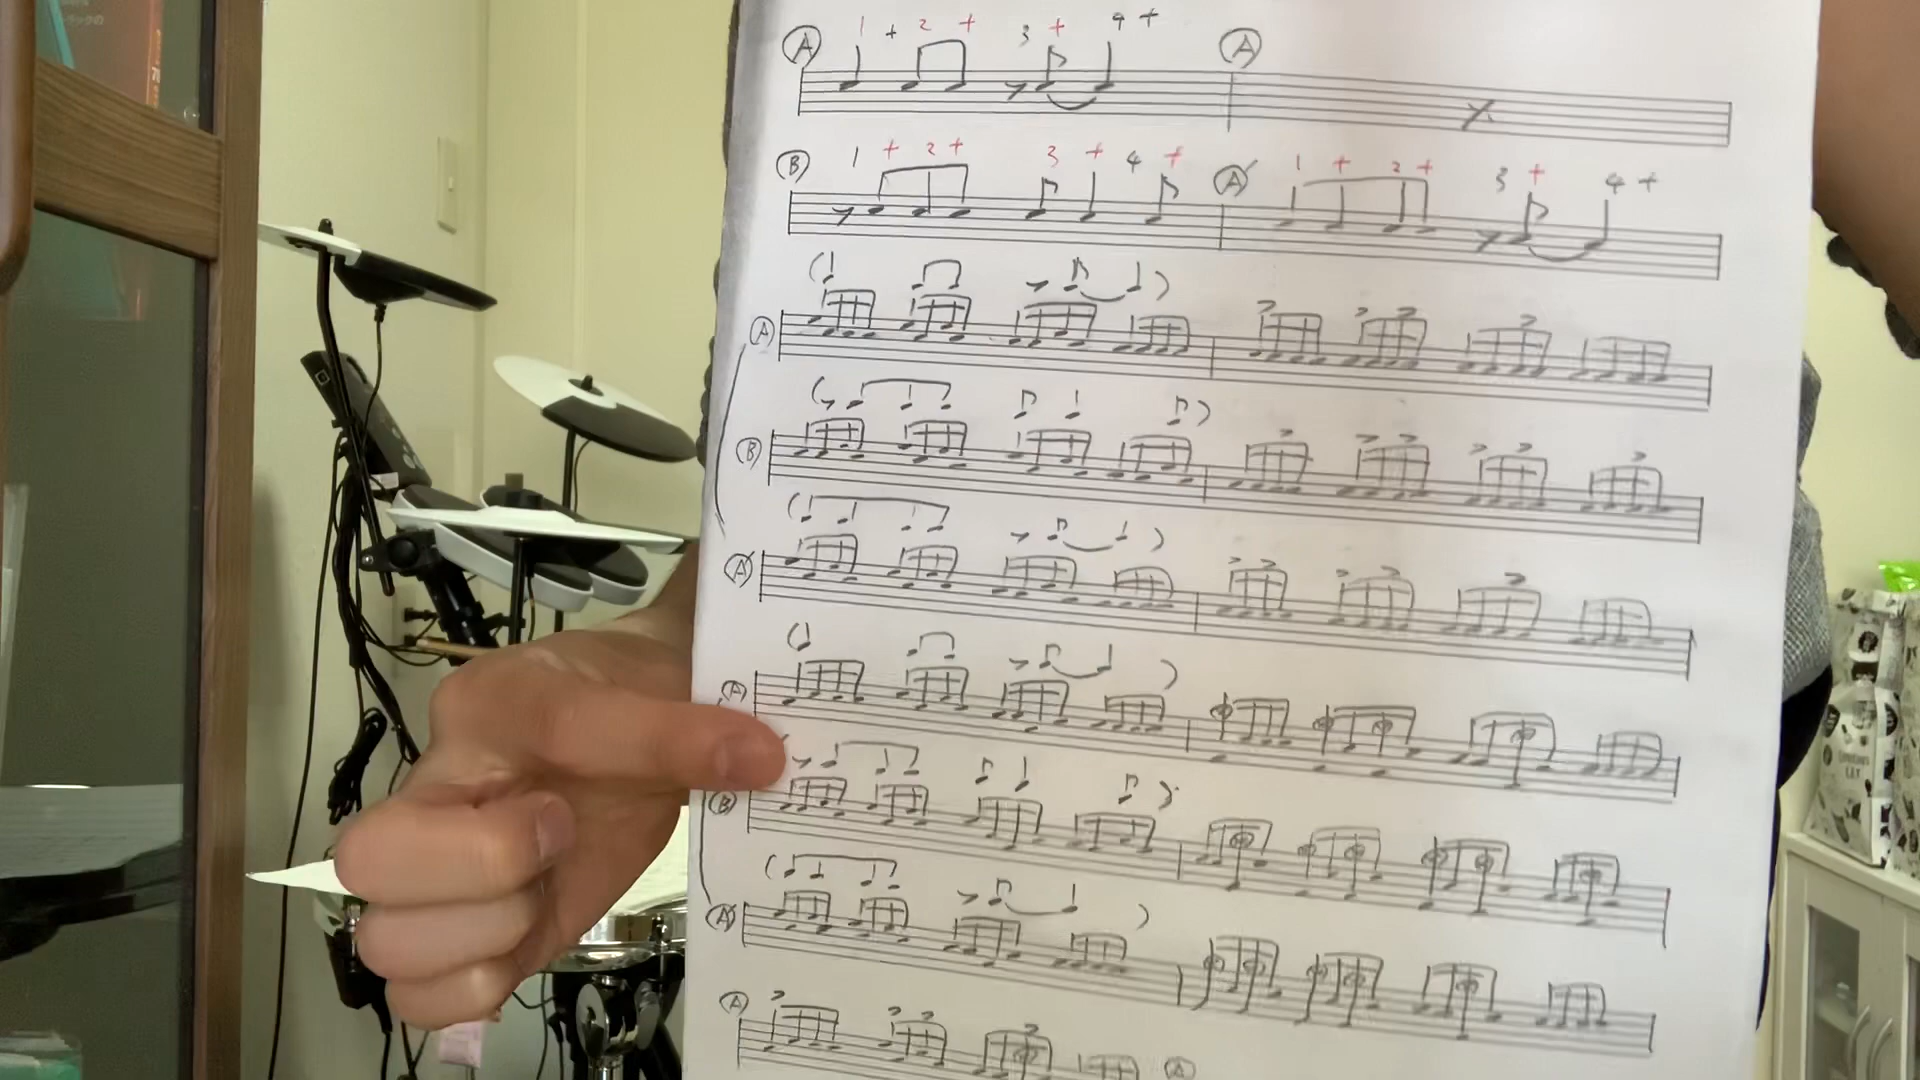 A 1 + 2 + 3 + 4 + A
B 1 + 2 + 3 + 4 + A' 1 + 2 + 3 + 4 +
A
B
A'
A
B
A'
A A